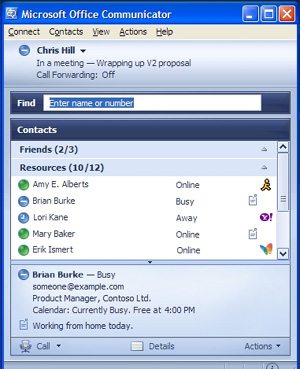 Microsoft Office Communicator
Connect Contacts View Actions Help
Chris Hill
In a meeting — Wrapping up V2 proposal
Call Forwarding: Off
Find Enter name or number
Contacts
Friends (2/3)
Resources (10/12)
Amy E. Alberts Online
Brian Burke Busy
Lori Kane Away Y!
Mary Baker Online
Erik Ismert Online
Brian Burke — Busy
someone@example.com
Product Manager, Contoso Ltd.
Calendar: Currently Busy. Free at 4:00 PM
Working from home today.
Call Details Actions